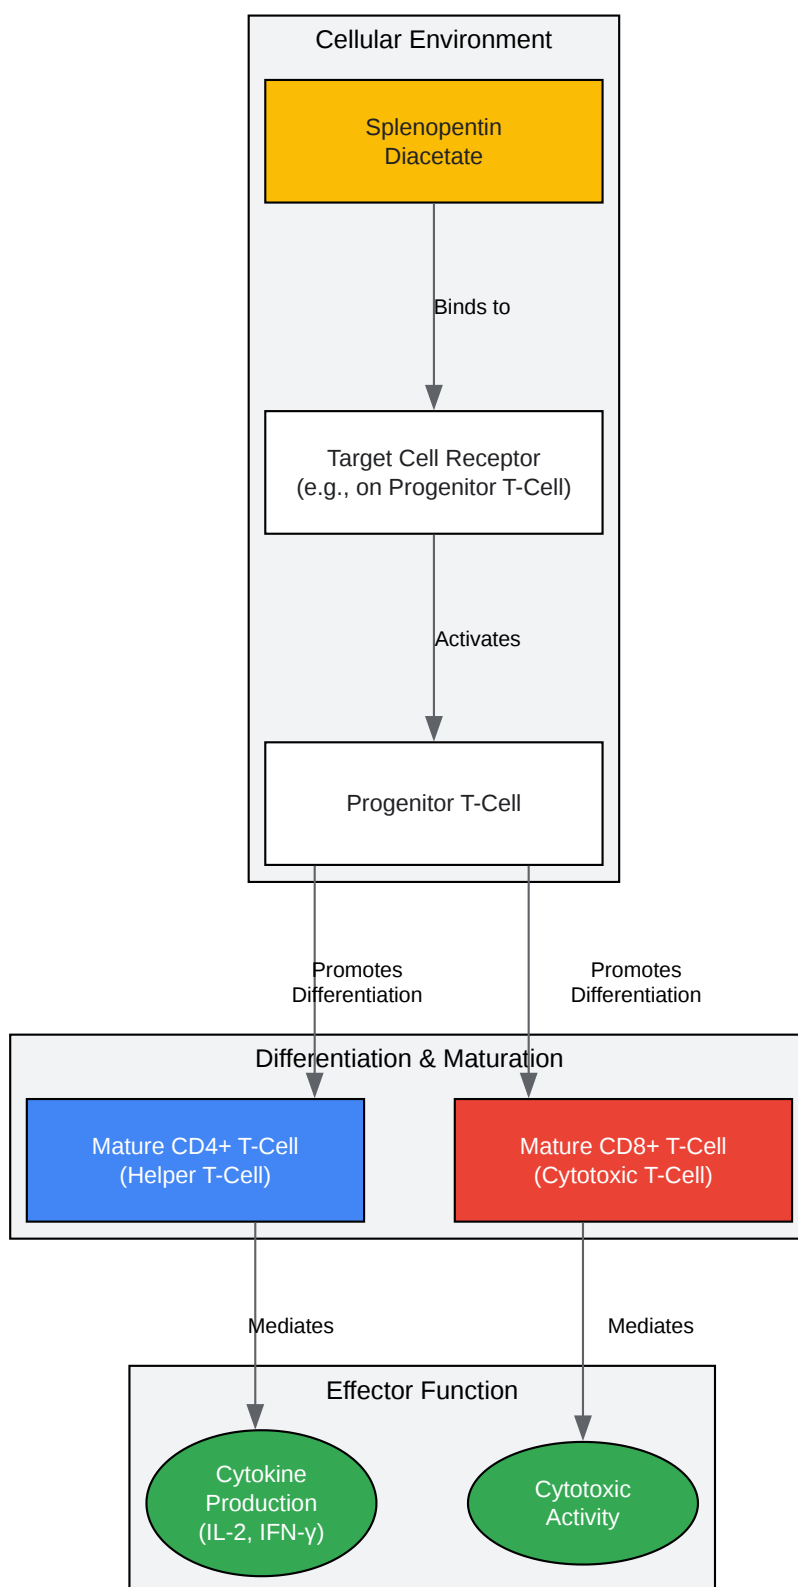 Cellular Environment
Splenopentin
Diacetate
Binds to
Target Cell Receptor
(e.g., on Progenitor T-Cell)
Activates
Progenitor T-Cell
Promotes
Differentiation
Promotes
Differentiation
Differentiation & Maturation
Mature CD4+ T-Cell
(Helper T-Cell)
Mature CD8+ T-Cell
(Cytotoxic T-Cell)
Mediates
Mediates
Effector Function
Cytokine
Production
(IL-2, IFN-γ)
Cytotoxic
Activity